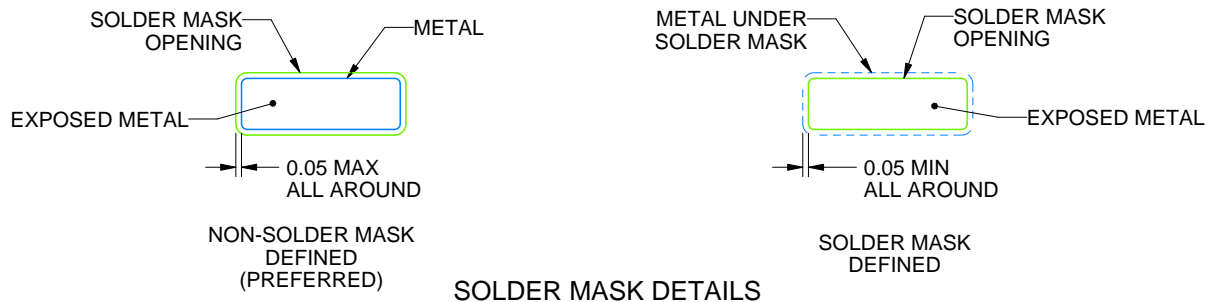 SOLDER MASK
OPENING
METAL
EXPOSED METAL
0.05 MAX
ALL AROUND
NON-SOLDER MASK
DEFINED
(PREFERRED)
METAL UNDER
SOLDER MASK
SOLDER MASK
OPENING
EXPOSED METAL
0.05 MIN
ALL AROUND
SOLDER MASK
DEFINED
SOLDER MASK DETAILS